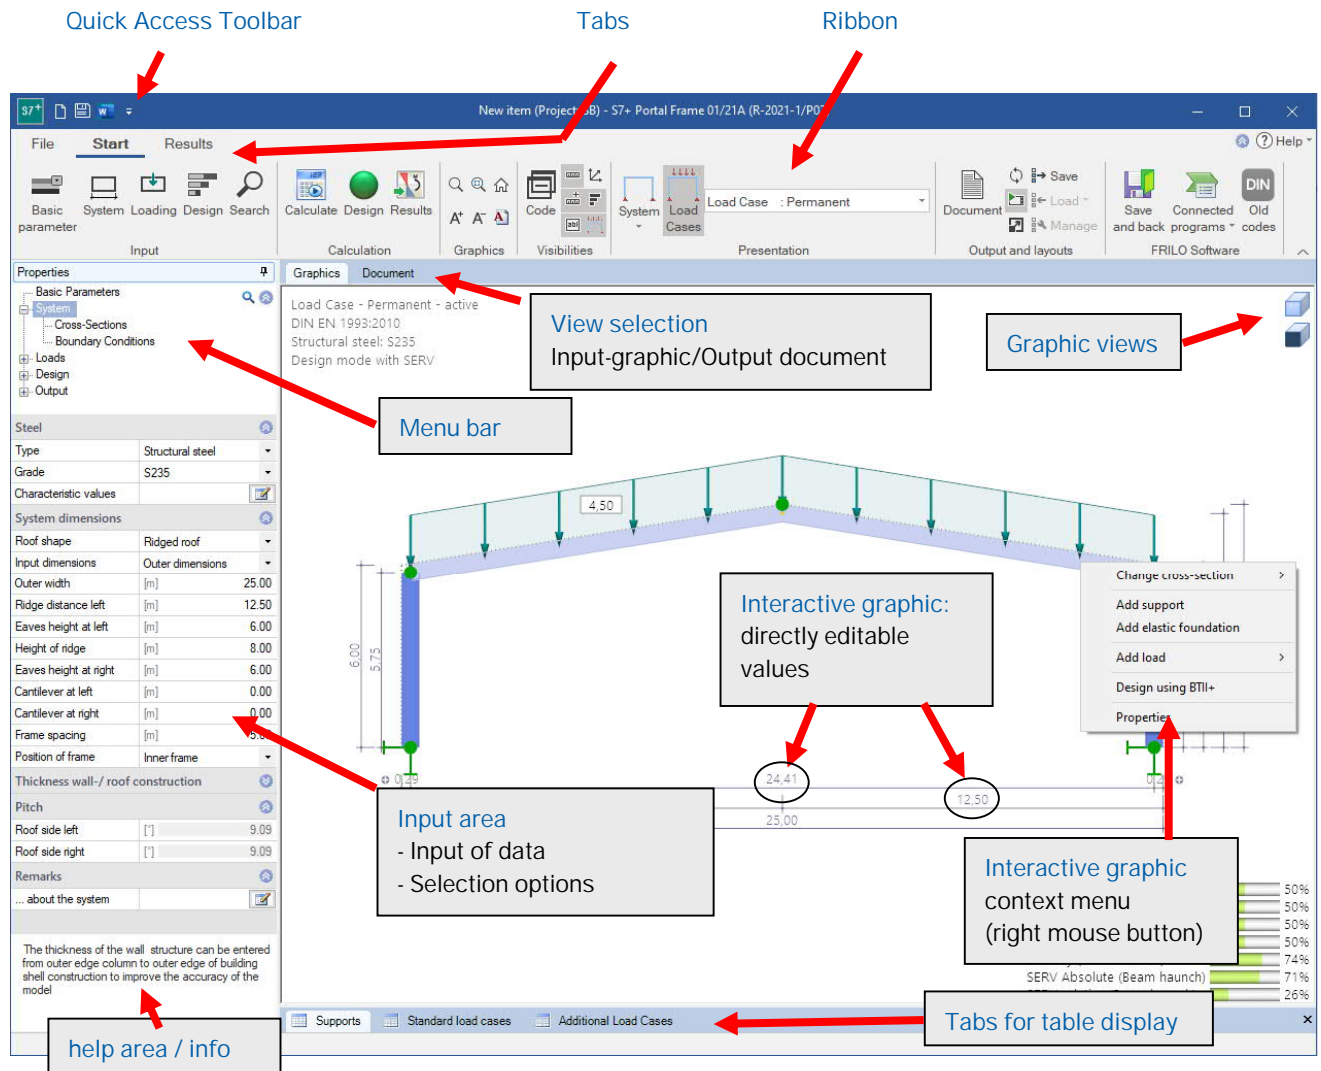 Quick Access Toolbar
Tabs
Ribbon
S7+
New item (Project SB) - S7+ Portal Frame 01/21A (R-2021-1/P0
File
Start
Results
Help
Basic parameter
System
Loading
Design
Search
Input
Calculate
Design
Results
Calculation
A+ A- A
Graphics
Code
Visibilities
System
Load Cases
Load Case : Permanent
Presentation
Document
Save
Load
Manage
Output and layouts
Save and back
Connected programs
DIN
Old codes
FRILO Software
Properties
Basic Parameters
System
Cross-Sections
Boundary Conditions
Loads
Design
Output
Graphics
Document
Load Case - Permanent - active
DIN EN 1993:2010
Structural steel: S235
Design mode with SERV
View selection
Input-graphic/Output document
Graphic views
Menu bar
Steel
Type Structural steel
Grade S235
Characteristic values
System dimensions
Roof shape Ridged roof
Input dimensions Outer dimensions
Outer width [m] 25.00
Ridge distance left [m] 12.50
Eaves height at left [m] 6.00
Height of ridge [m] 8.00
Eaves height at right [m] 6.00
Cantilever at left [m] 0.00
Cantilever at right [m] 0.00
Frame spacing [m] 5.00
Position of frame Inner frame
Thickness wall-/ roof construction
Pitch
Roof side left [°] 9.09
Roof side right [°] 9.09
Remarks
... about the system
The thickness of the wall structure can be entered
from outer edge column to outer edge of building
shell construction to improve the accuracy of the
model
help area / info
4,50
6,00
5,75
Interactive graphic:
directly editable
values
Change cross-section
Add support
Add elastic foundation
Add load
Design using BTII+
Properties
0,29
24,41
12,50
25,00
Input area
- Input of data
- Selection options
Interactive graphic
context menu
(right mouse button)
50%
50%
50%
50%
74%
SERV Absolute (Beam haunch) 71%
26%
Supports
Standard load cases
Additional Load Cases
Tabs for table display